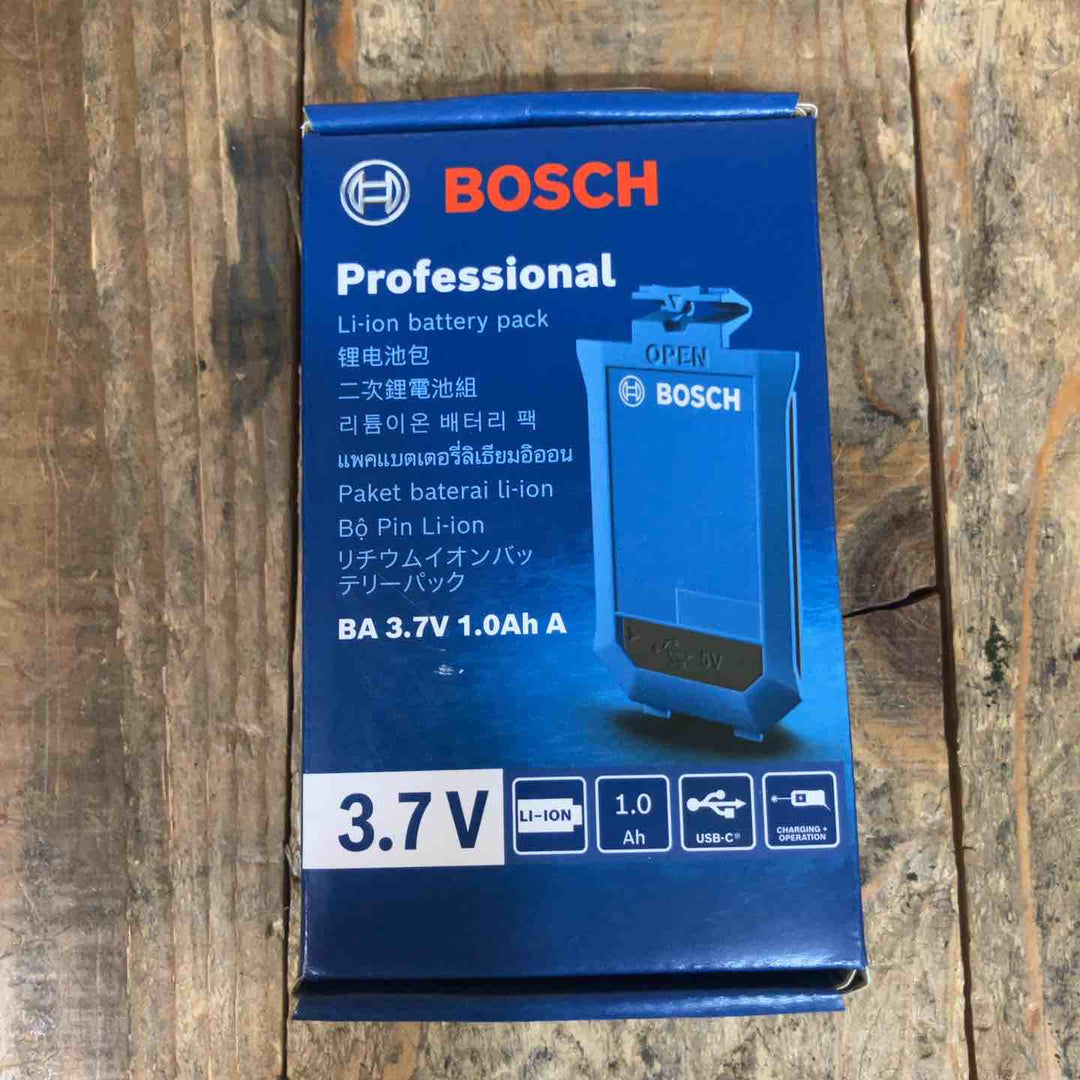 BOSCH
Professional
Li-ion battery pack
锂电池包
二次鋰電池組
리튬이온 배터리 팩
แพคแบตเตอรี่ลิเธียมอิออน
Paket baterai li-ion
Bộ Pin Li-ion
リチウムイオンバッ
テリーパック
BA 3.7V 1.0Ah A
OPEN
BOSCH
5V
3.7 V
LI-ION
1.0
Ah
USB-C®
CHARGING +
OPERATION